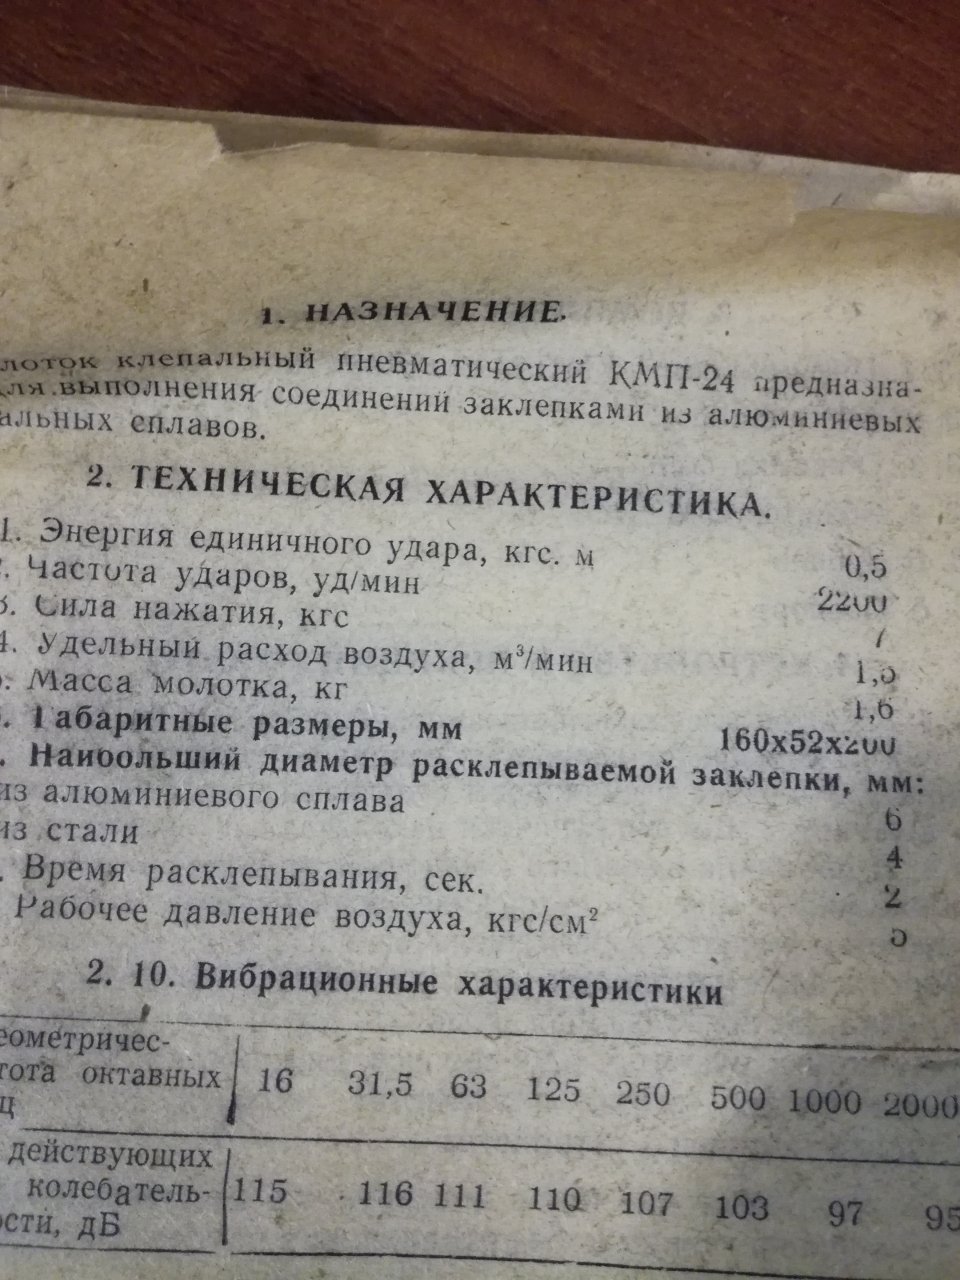 1. НАЗНАЧЕНИЕ.
лоток клепальный пневматический КМП-24 предназна-
для выполнения соединений заклепками из алюминиевых
альных сплавов.
2. ТЕХНИЧЕСКАЯ ХАРАКТЕРИСТИКА.
1. Энергия единичного удара, кгс. м 0,5
Частота ударов, уд/мин 2200
3. Сила нажатия, кгс 7
4. Удельный расход воздуха, м³/мин
Масса молотка, кг 1,6
Габаритные размеры, мм 160х52х200
Наибольший диаметр расклепываемой заклепки, мм:
из алюминиевого сплава 6
из стали 4
Время расклепывания, сек. 2
Рабочее давление воздуха, кгс/см² 5
2. 10. Вибрационные характеристики
еометричес-
тота октавных 16 31,5 63 125 250 500 1000 2000
ц
действующих
колебатель- 115 116 111 110 107 103 97 95
ости, дБ